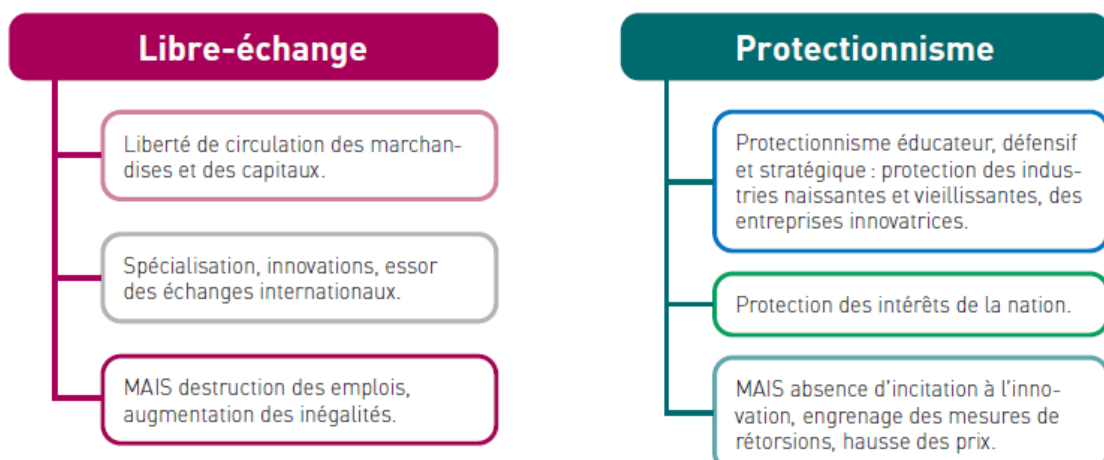 Libre-échange
Liberté de circulation des marchan-
dises et des capitaux.
Spécialisation, innovations, essor
des échanges internationaux.
MAIS destruction des emplois,
augmentation des inégalités.
Protectionnisme
Protectionnisme éducateur, défensif
et stratégique : protection des indus-
tries naissantes et vieillissantes, des
entreprises innovatrices.
Protection des intérêts de la nation.
MAIS absence d'incitation à l'inno-
vation, engrenage des mesures de
rétorsions, hausse des prix.